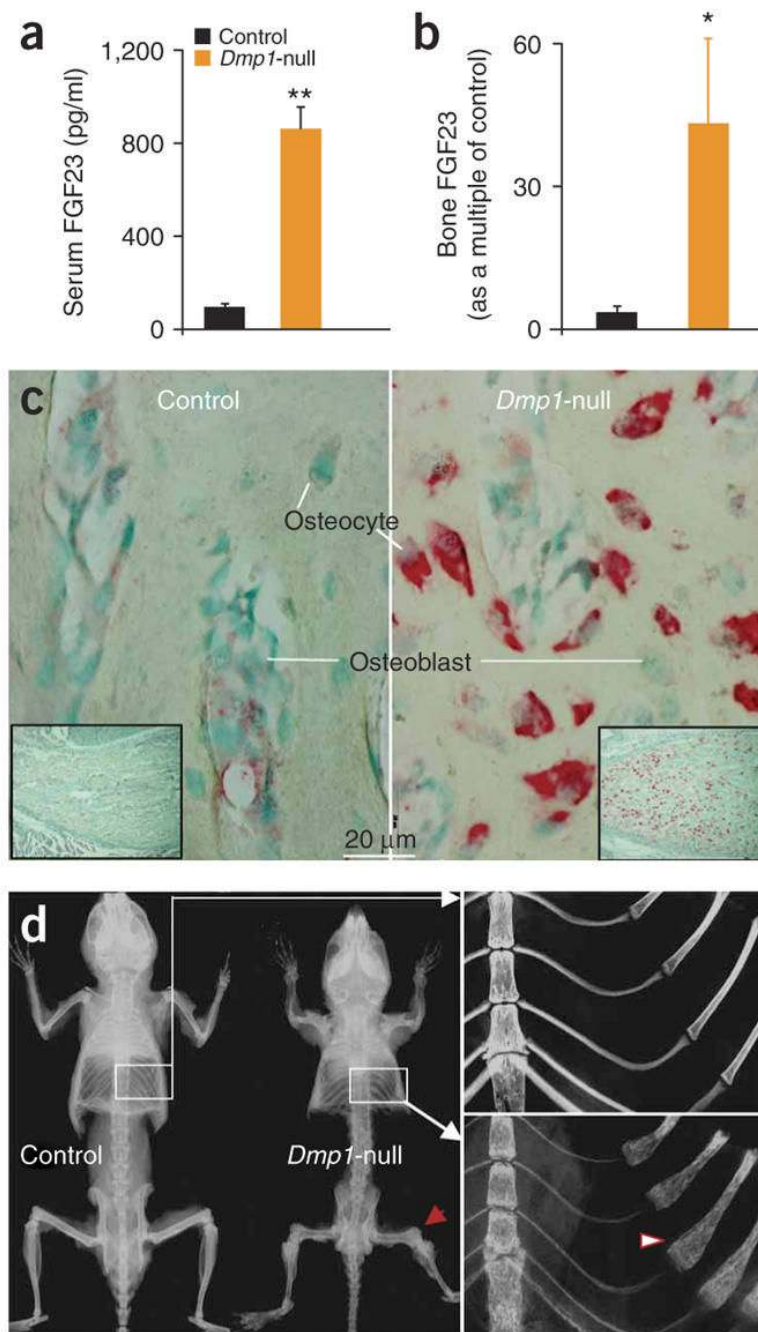 a
Control
Dmp1-null
1,200
800
400
0
Serum FGF23 (pg/ml)
**
b
60
30
0
Bone FGF23
(as a multiple of control)
*
c
Control
Dmp1-null
Osteocyte
Osteoblast
20 μm
d
Control
Dmp1-null